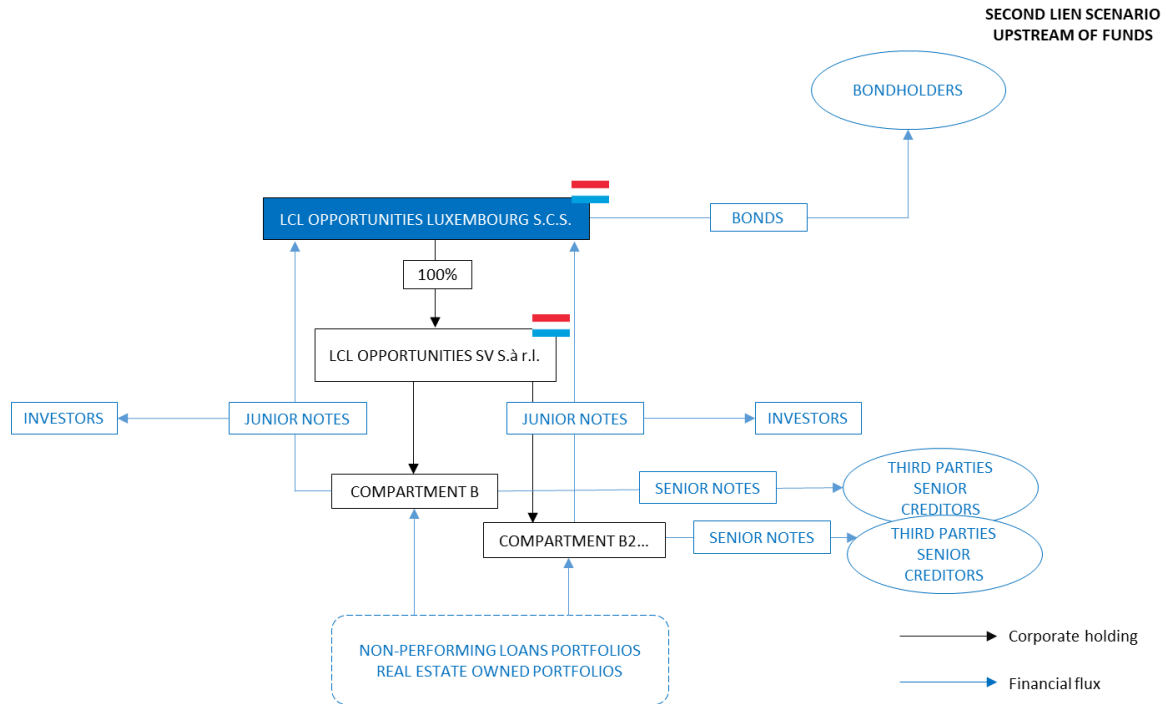 SECOND LIEN SCENARIO
UPSTREAM OF FUNDS
BONDHOLDERS
LCL OPPORTUNITIES LUXEMBOURG S.C.S.
BONDS
100%
LCL OPPORTUNITIES SV S.à r.l.
INVESTORS
JUNIOR NOTES
JUNIOR NOTES
INVESTORS
COMPARTMENT B
SENIOR NOTES
THIRD PARTIES
SENIOR
CREDITORS
COMPARTMENT B2...
SENIOR NOTES
THIRD PARTIES
SENIOR
CREDITORS
NON-PERFORMING LOANS PORTFOLIOS
REAL ESTATE OWNED PORTFOLIOS
Corporate holding
Financial flux